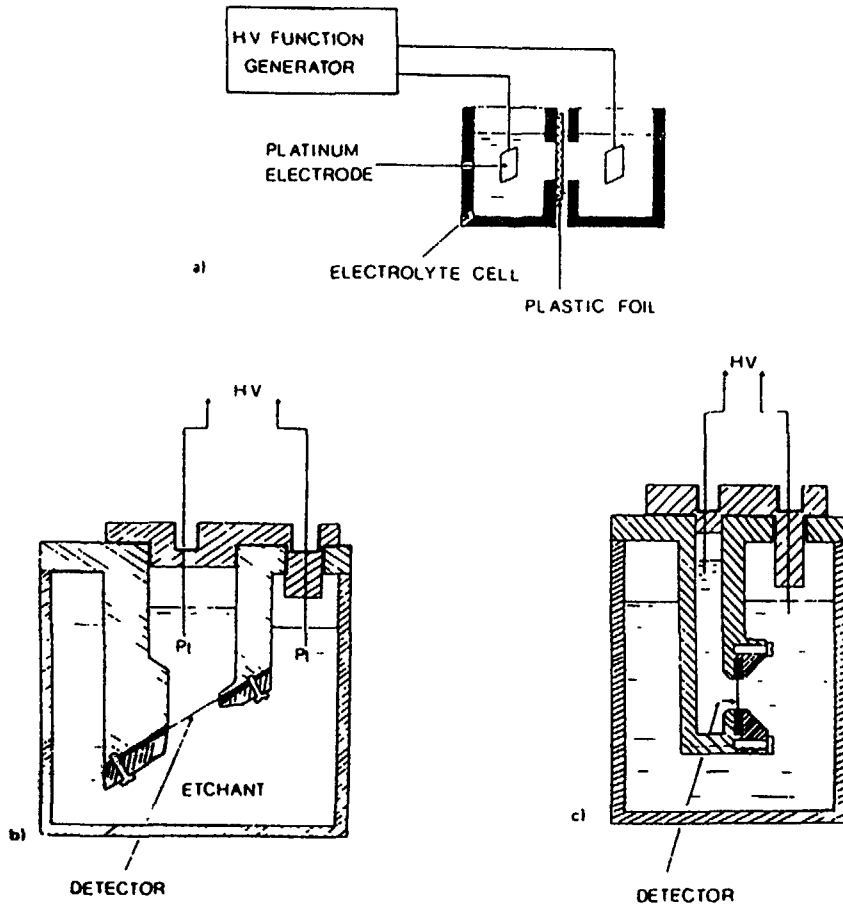 HV FUNCTION
GENERATOR
PLATINUM
ELECTRODE
a)
ELECTROLYTE CELL
PLASTIC FOIL
HV
HV
Pt
Pt
ETCHANT
b)
c)
DETECTOR
DETECTOR